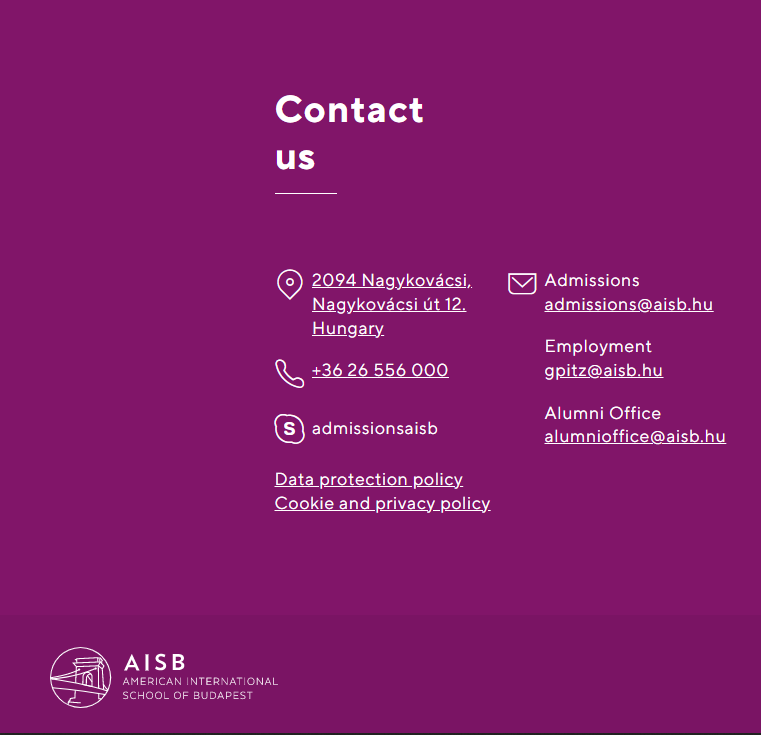 Contact
us
2094 Nagykovácsi,
Nagykovácsi út 12.
Hungary
+36 26 556 000
S
admissionsaisb
Data protection policy
Cookie and privacy policy
Admissions
admissions@aisb.hu
Employment
gpitz@aisb.hu
Alumni Office
alumnioffice@aisb.hu
AISB
AMERICAN INTERNATIONAL
SCHOOL OF BUDAPEST